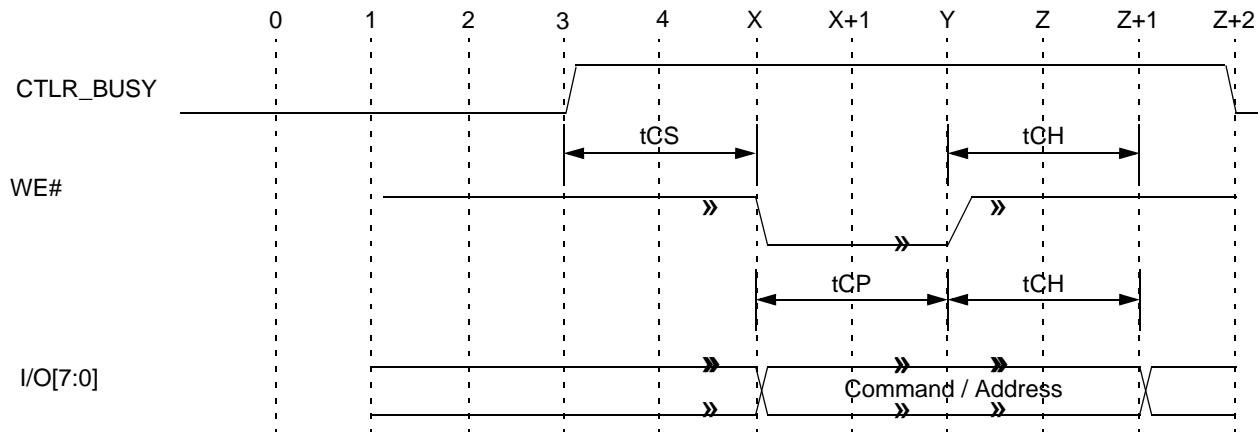 0 1 2 3 4 X X+1 Y Z Z+1 Z+2
CTLR_BUSY
tCS tCH
WE#
tCP tCH
I/O[7:0]
Command / Address